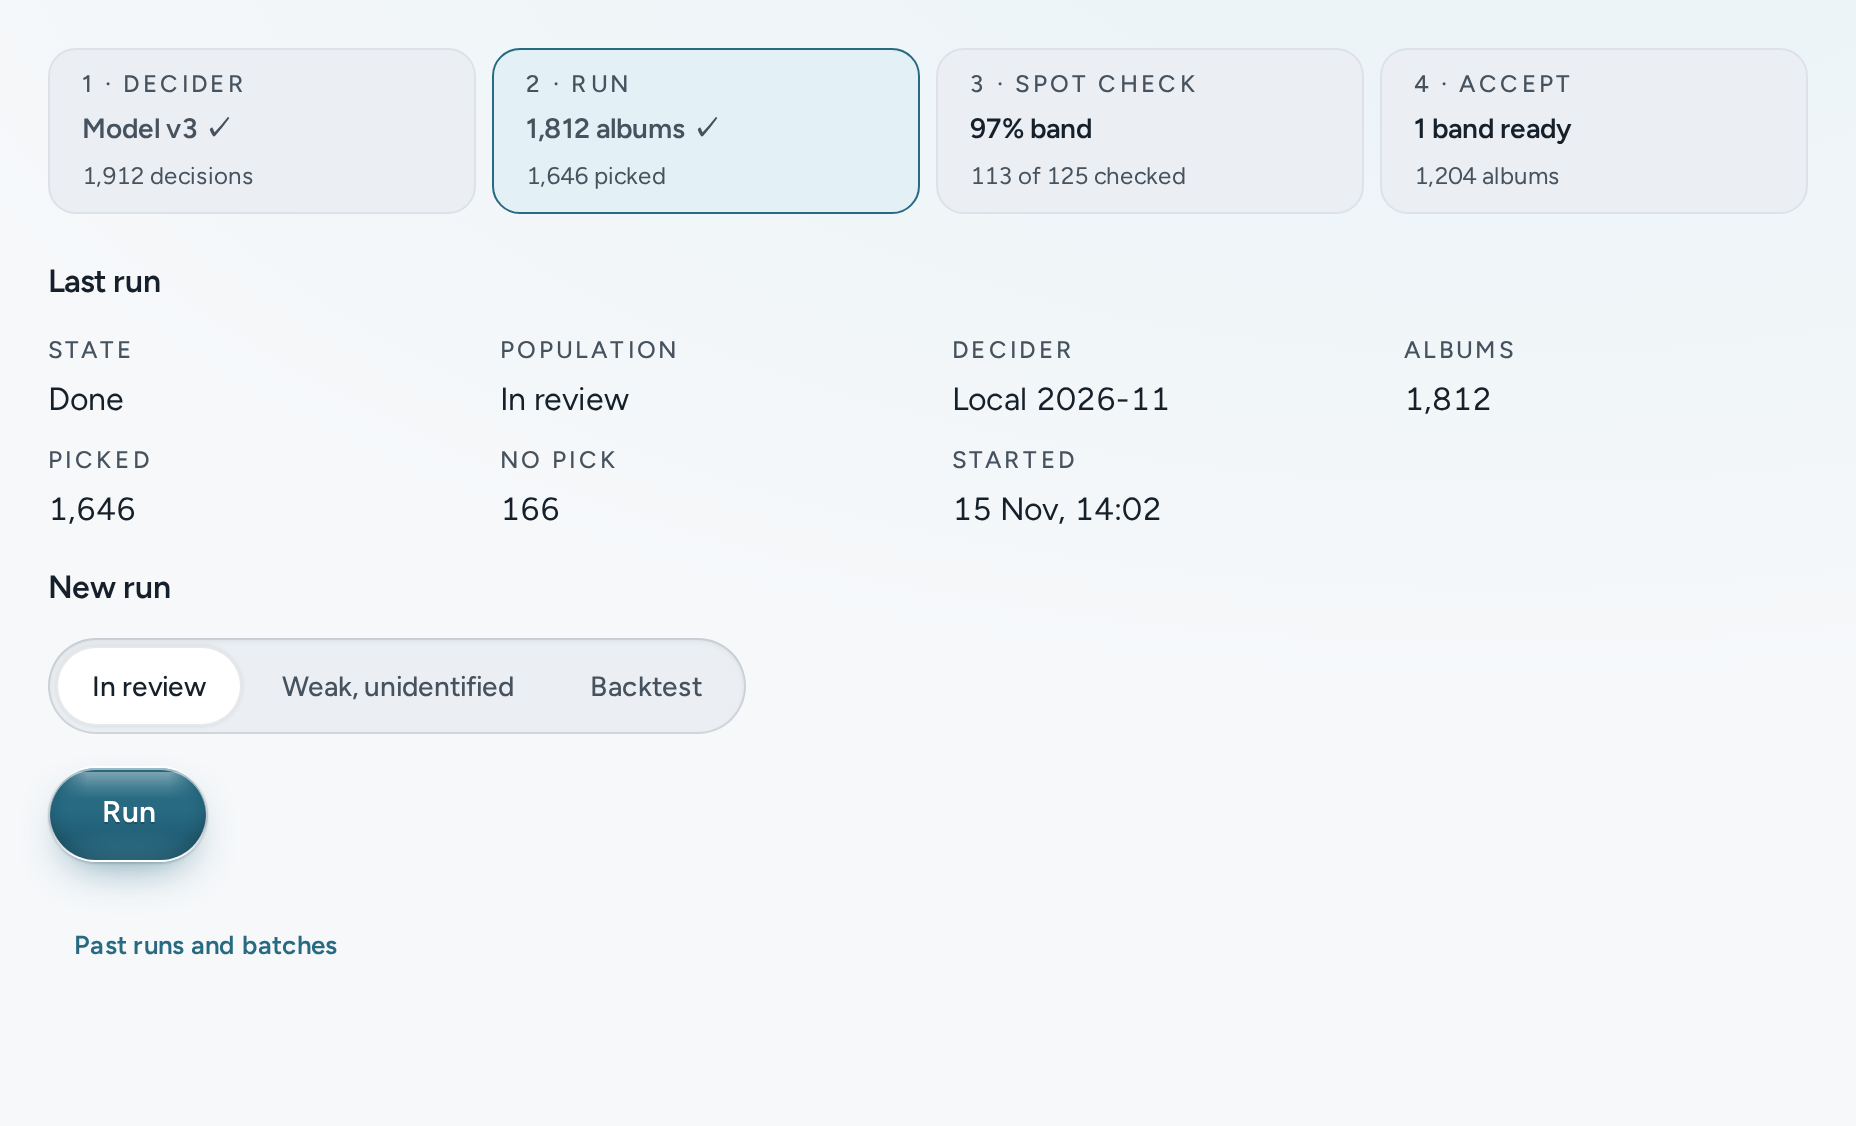 1 · DECIDER
Model v3 ✓
1,912 decisions
2 · RUN
1,812 albums ✓
1,646 picked
3 · SPOT CHECK
97% band
113 of 125 checked
4 · ACCEPT
1 band ready
1,204 albums
Last run
STATE
Done
POPULATION
In review
DECIDER
Local 2026-11
ALBUMS
1,812
PICKED
1,646
NO PICK
166
STARTED
15 Nov, 14:02
New run
In review
Weak, unidentified
Backtest
Run
Past runs and batches